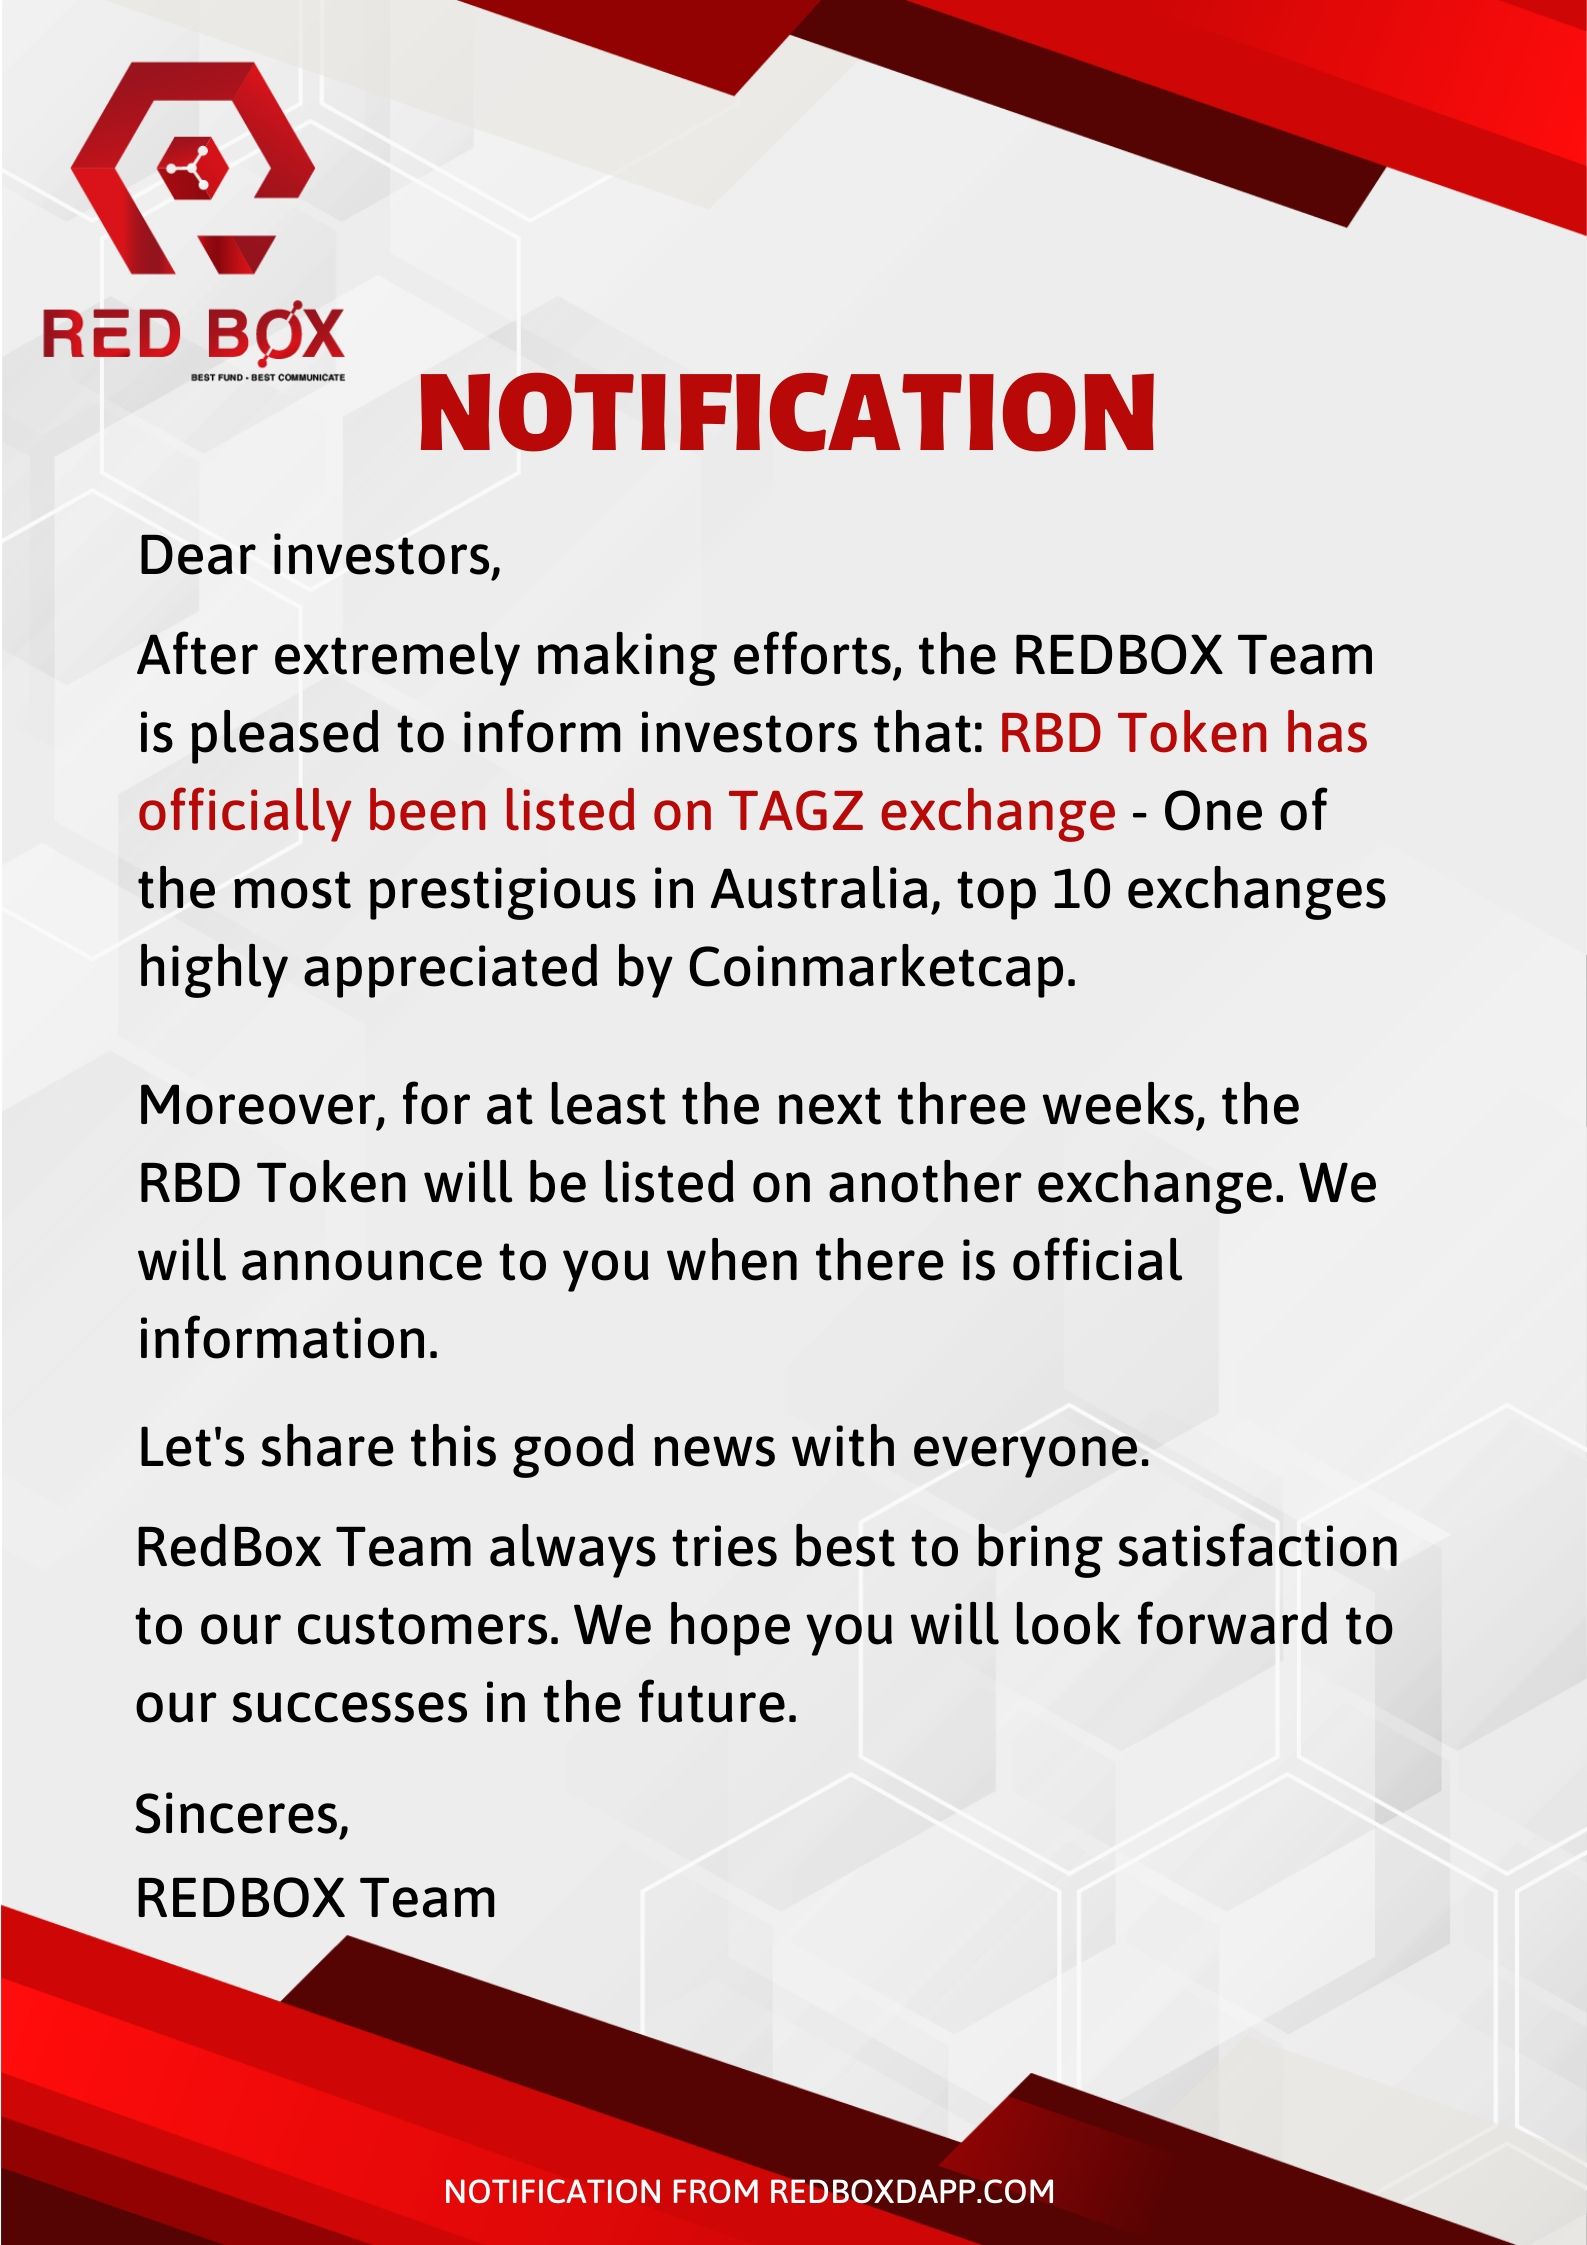 RED BOX
BEST FUND - BEST COMMUNICATE
NOTIFICATION
Dear investors,
After extremely making efforts, the REDBOX Team
is pleased to inform investors that: RBD Token has
officially been listed on TAGZ exchange - One of
the most prestigious in Australia, top 10 exchanges
highly appreciated by Coinmarketcap.
Moreover, for at least the next three weeks, the
RBD Token will be listed on another exchange. We
will announce to you when there is official
information.
Let's share this good news with everyone.
RedBox Team always tries best to bring satisfaction
to our customers. We hope you will look forward to
our successes in the future.
Sinceres,
REDBOX Team
NOTIFICATION FROM REDBOXDAPP.COM